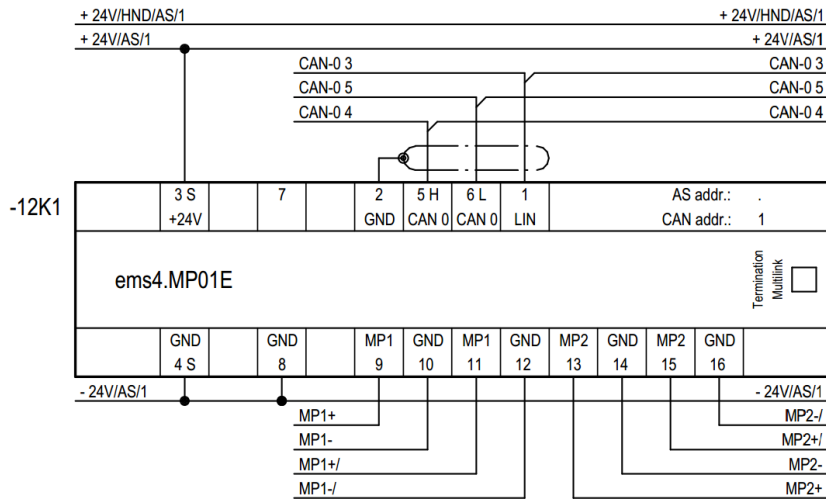 + 24V/HND/AS/1 + 24V/HND/AS/1
+ 24V/AS/1 + 24V/AS/1
CAN-0 3 CAN-0 3
CAN-0 5 CAN-0 5
CAN-0 4 CAN-0 4
-12K1
3 S 7 2 5 H 6 L 1 AS addr.: .
+24V GND CAN 0 CAN 0 LIN CAN addr.: 1
ems4.MP01E
Termination
Multilink
GND GND MP1 GND MP1 GND MP2 GND MP2 GND
4 S 8 9 10 11 12 13 14 15 16
- 24V/AS/1 - 24V/AS/1
MP1+ MP2-/
MP1- MP2+/
MP1+/ MP2-
MP1-/ MP2+